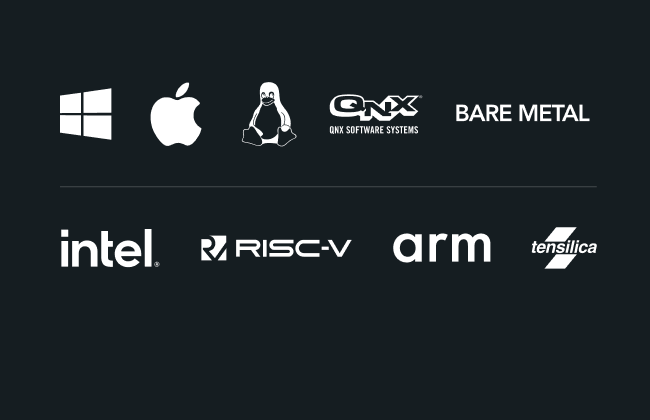 QNX
QNX SOFTWARE SYSTEMS
BARE METAL
intel
RISC-V
arm
tensilica